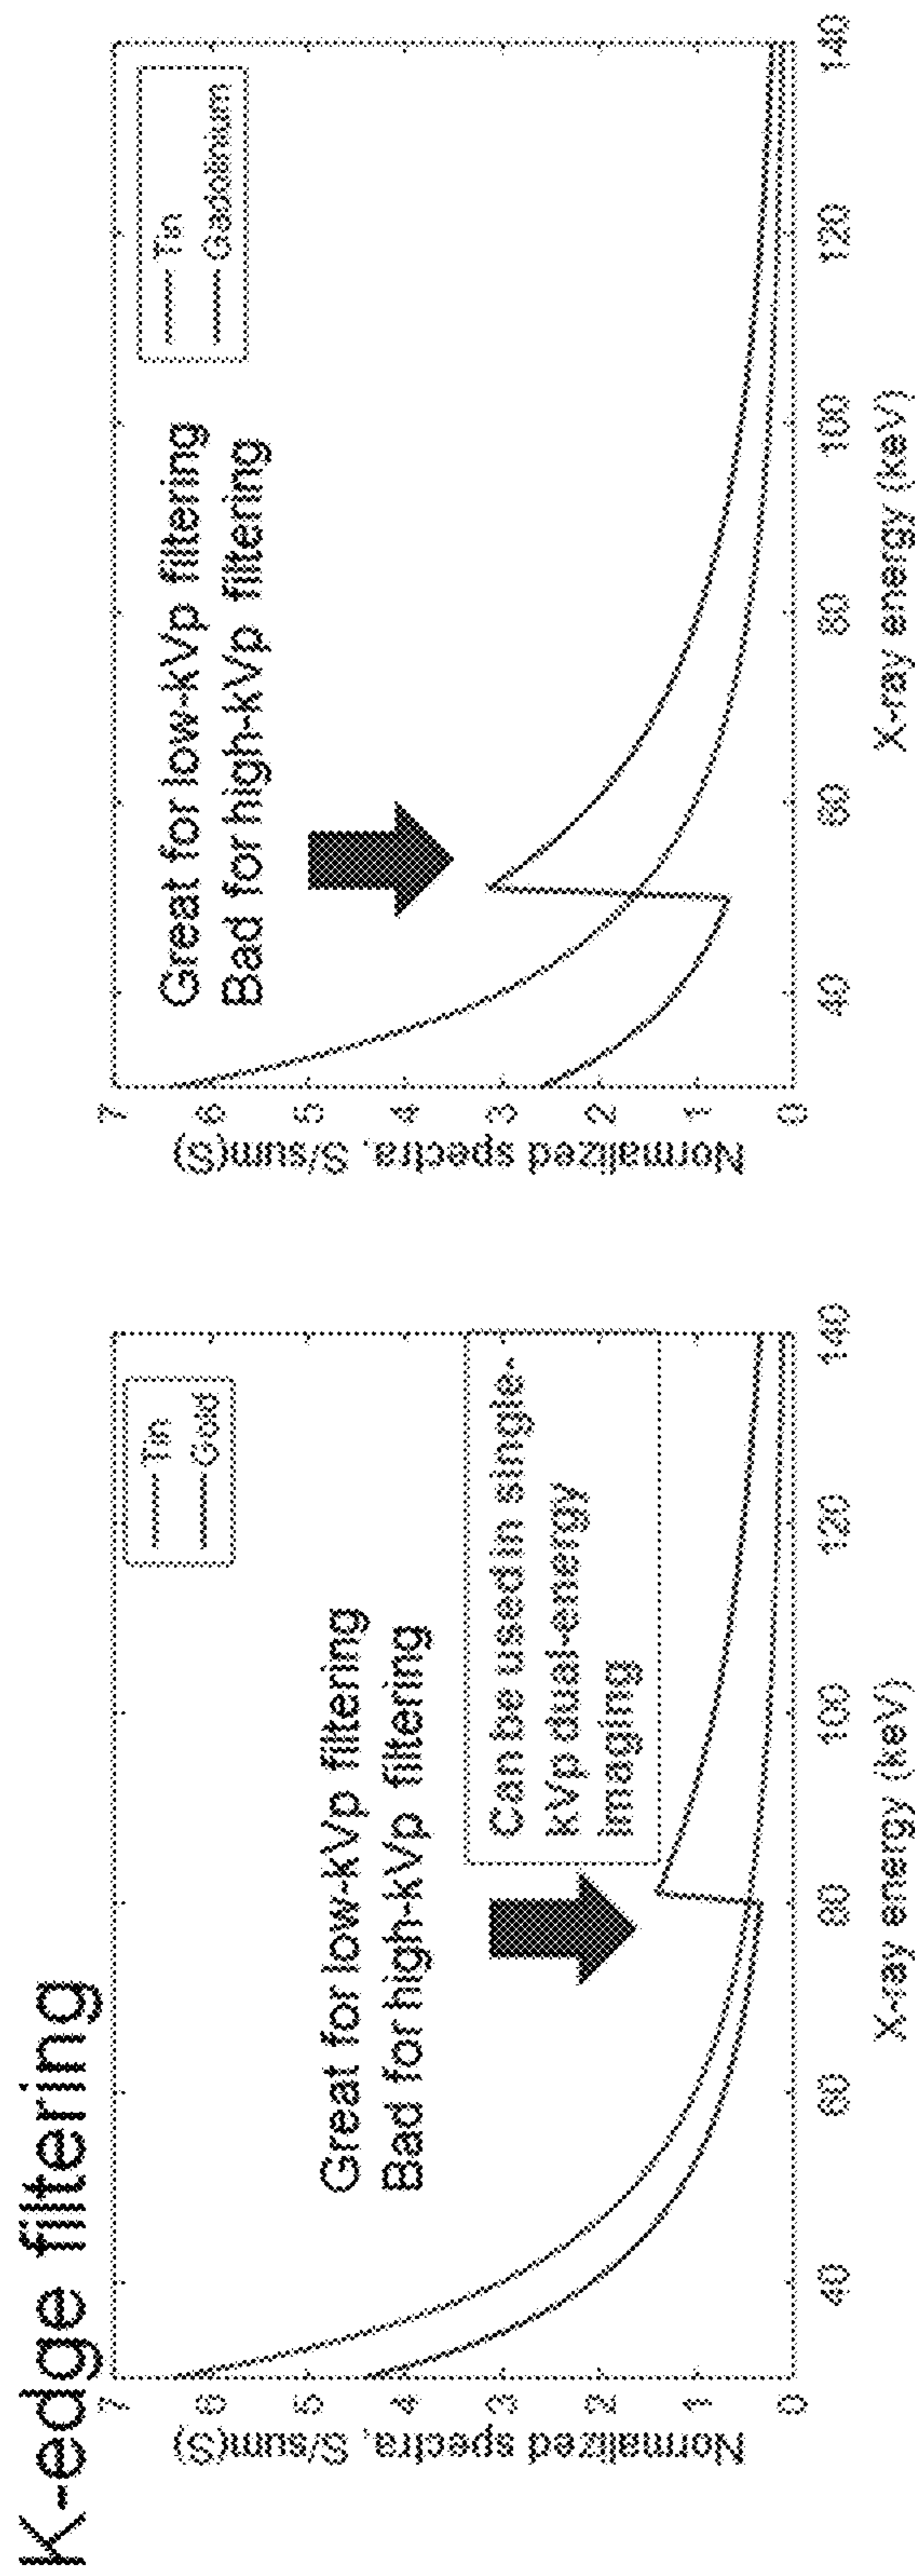 K-edge filtering
Normalized spectra, S/sum(S)
7
6
5
4
3
2
1
0
Tin
Gold
Great for low-kVp filtering
Bad for high-kVp filtering
Can be used in single-
kVp dual-energy
imaging
40 60 80 100 120 140
X-ray energy (keV)
Normalized spectra, S/sum(S)
7
6
5
4
3
2
1
0
Tin
Gadolinium
Great for low-kVp filtering
Bad for high-kVp filtering
40 60 80 100 120 140
X-ray energy (keV)